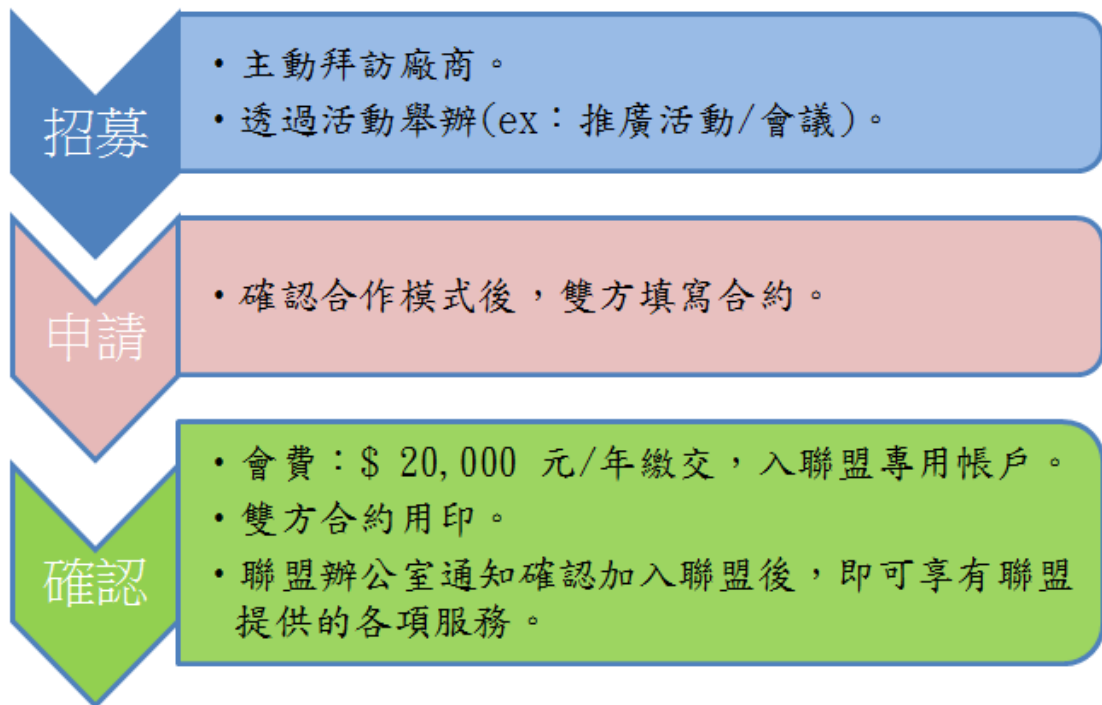 招募
・主動拜訪廠商。
・透過活動舉辦(ex：推廣活動/會議)。
申請
・確認合作模式後，雙方填寫合約。
確認
・會費：$ 20,000 元/年繳交，入聯盟專用帳戶。
・雙方合約用印。
・聯盟辦公室通知確認加入聯盟後，即可享有聯盟
提供的各項服務。